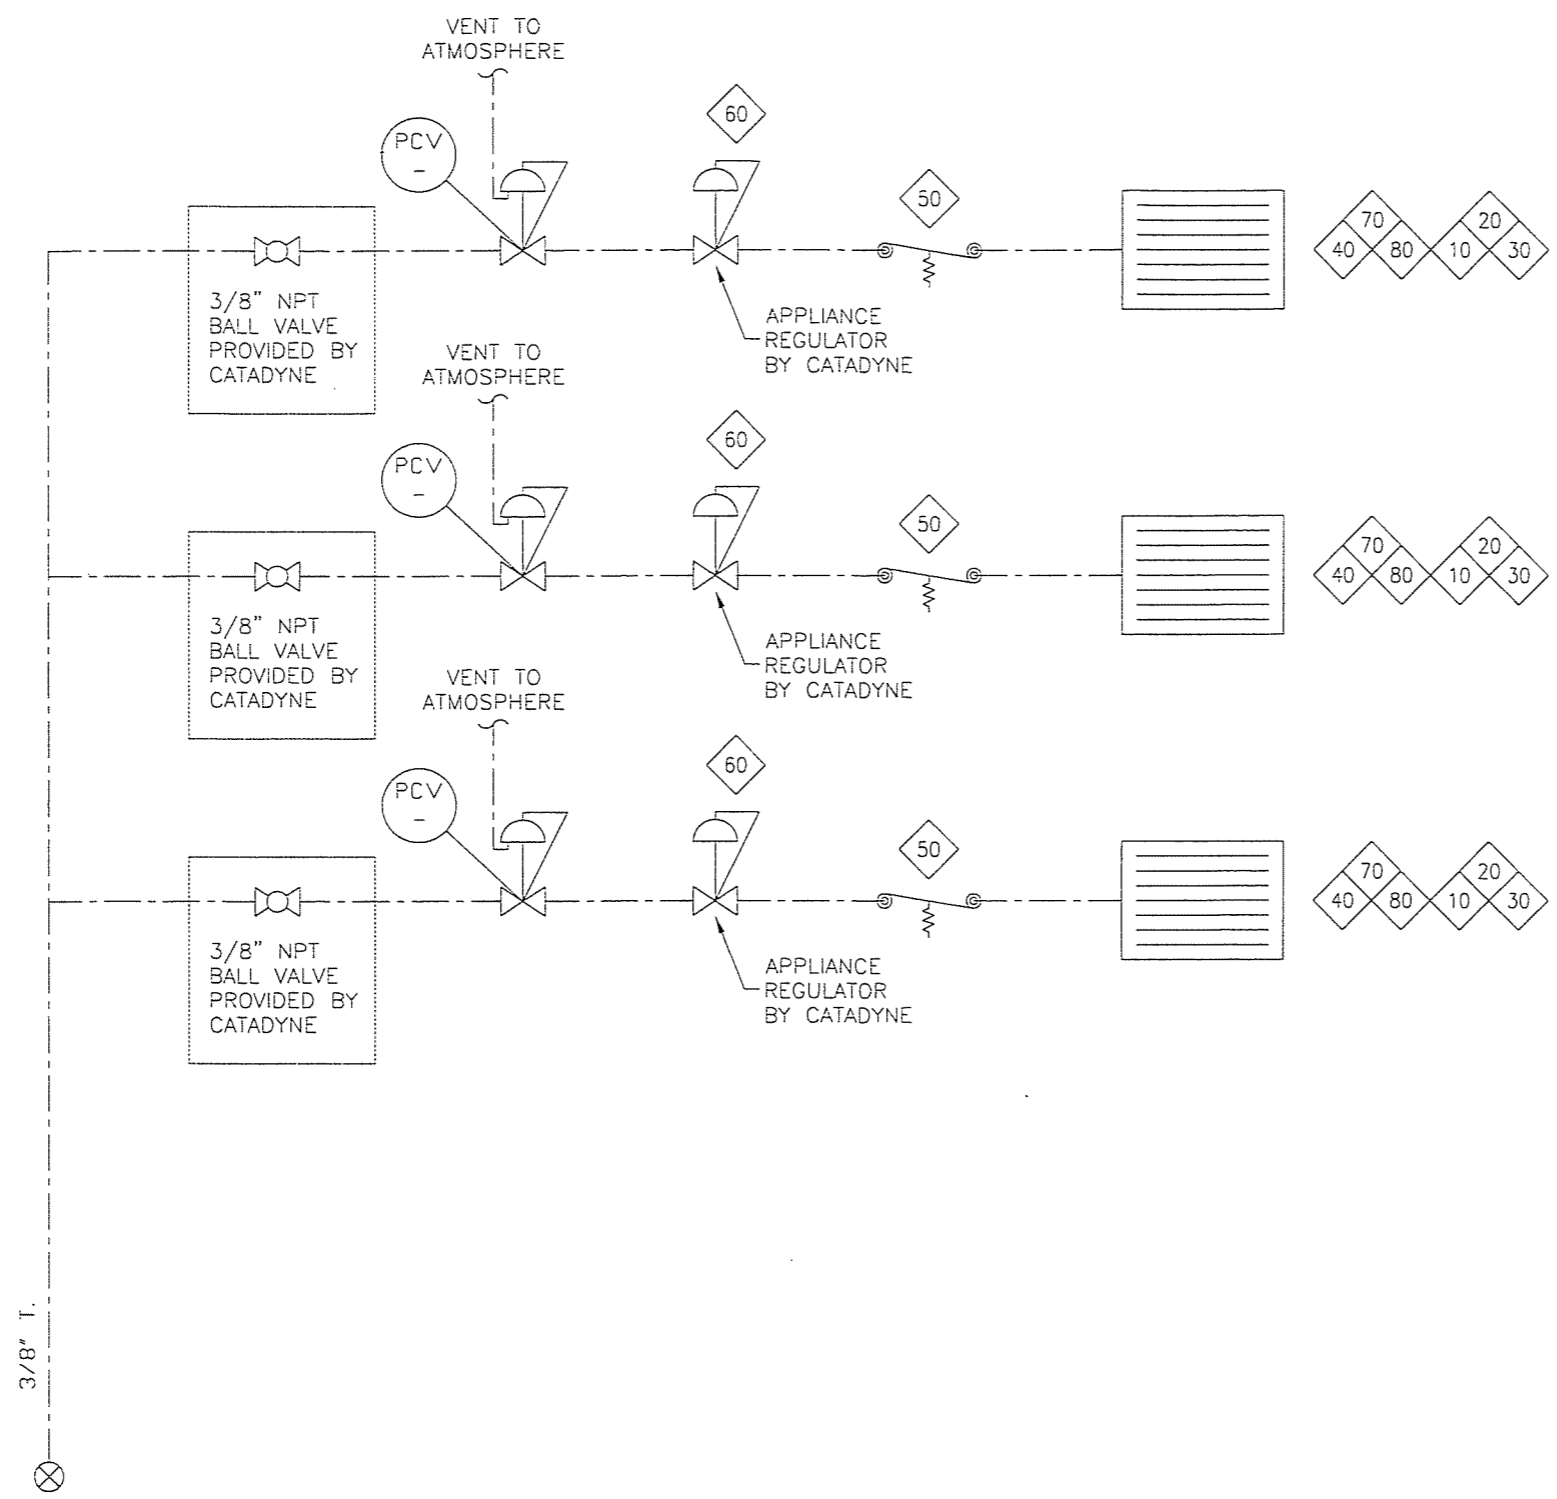 VENT TO
ATMOSPHERE
60
PCV
-
50
70
20
40 80 10 30
3/8" NPT
BALL VALVE
PROVIDED BY
CATADYNE
APPLIANCE
REGULATOR
BY CATADYNE
VENT TO
ATMOSPHERE
60
PCV
-
50
70
20
40 80 10 30
3/8" NPT
BALL VALVE
PROVIDED BY
CATADYNE
APPLIANCE
REGULATOR
BY CATADYNE
VENT TO
ATMOSPHERE
60
PCV
-
50
70
20
40 80 10 30
3/8" NPT
BALL VALVE
PROVIDED BY
CATADYNE
APPLIANCE
REGULATOR
BY CATADYNE
3/8" T.